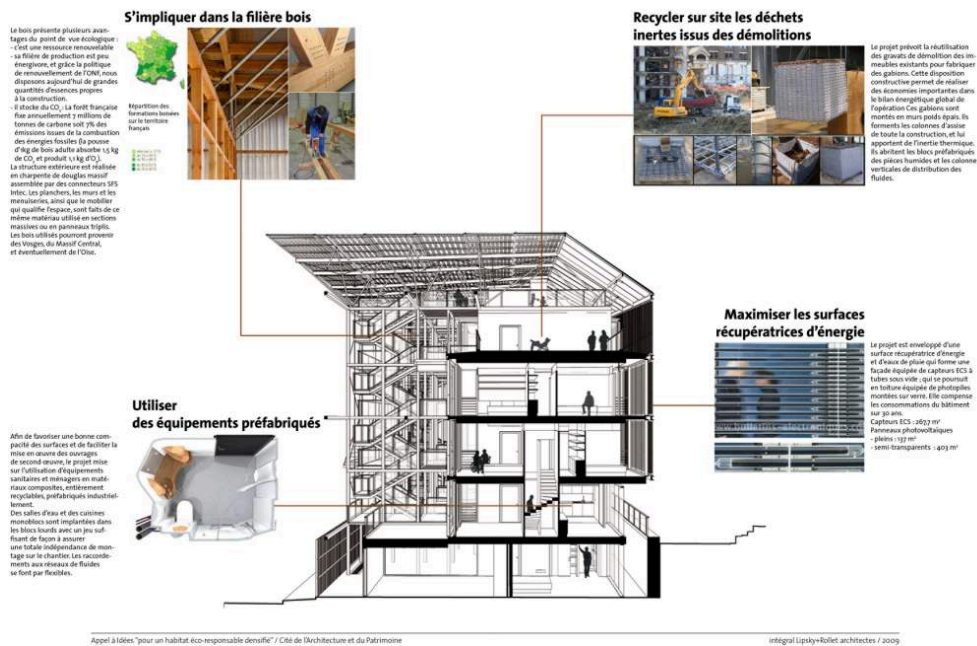 S'impliquer dans la filière bois
Le bois présente plusieurs avan-
tages du point de vue écologique :
- c'est une ressource renouvelable
- sa filière de production est peu
énergivore, et grâce la politique
de renouvellement de l'ONF, nous
disposons aujourd'hui de grandes
quantités d'essences propres
à la construction.
- il stocke du CO₂ : La forêt française
fixe annuellement 7 millions de
tonnes de carbone soit 7% des
émissions issues de la combustion
des énergies fossiles (la pousse
d'1kg de bois adulte absorbe 1,5 kg
de CO₂ et produit 1,1 kg d'O₂).
La structure extérieure est réalisée
en charpente de douglas massif
assemblée par des connecteurs SFS
Intec. Les planchers, les murs et les
menuiseries, ainsi que le mobilier
qui qualifie l'espace, sont faits de ce
même matériau utilisé en sections
massives ou en panneaux triplis.
Les bois utilisés pourront provenir
des Vosges, du Massif Central,
et éventuellement de l'Oise.
Répartition des
formations boisées
sur le territoire
français
Recycler sur site les déchets
inertes issus des démolitions
Le projet prévoit la réutilisation
des gravats de démolition des im-
meubles existants pour fabriquer
des gabions. Cette disposition
constructive permet de réaliser
des économies importantes dans
le bilan énergétique global de
l'opération Ces gabions sont
montés en murs poids épais. Ils
forments les colonnes d'assise
de toute la construction, et lui
apportent de l'inertie thermique.
Ils abritent les blocs préfabriqués
des pièces humides et les colonne
verticales de distribution des
fluides.
Maximiser les surfaces
récupératrices d'énergie
Le projet est enveloppé d'une
surface récupératrice d'énergie
et d'eaux de pluie qui forme une
façade équipée de capteurs ECS à
tubes sous vide ; qui se poursuit
en toiture équipée de photopiles
montées sur verre. Elle compense
les consommations du bâtiment
sur 30 ans.
Capteurs ECS : 267,7 m²
Panneaux photovoltaïques
- pleins : 137 m²
- semi-transparents : 403 m²
Utiliser
des équipements préfabriqués
Afin de favoriser une bonne com-
pacité des surfaces et de faciliter la
mise en œuvre des ouvrages
de second œuvre, le projet mise
sur l'utilisation d'équipements
sanitaires et ménagers en maté-
riaux composites, entièrement
recyclables, préfabriqués industriel-
lement.
Des salles d'eau et des cuisines
monoblocs sont implantées dans
les blocs lourds avec un jeu suf-
fisant de façon à assurer
une totale indépendance de mon-
tage sur le chantier. Les raccorde-
ments aux réseaux de fluides
se font par flexibles.
Appel à Idées "pour un habitat éco-responsable densifié" / Cité de l'Architecture et du Patrimoine
intégral Lipsky+Rollet architectes / 2009